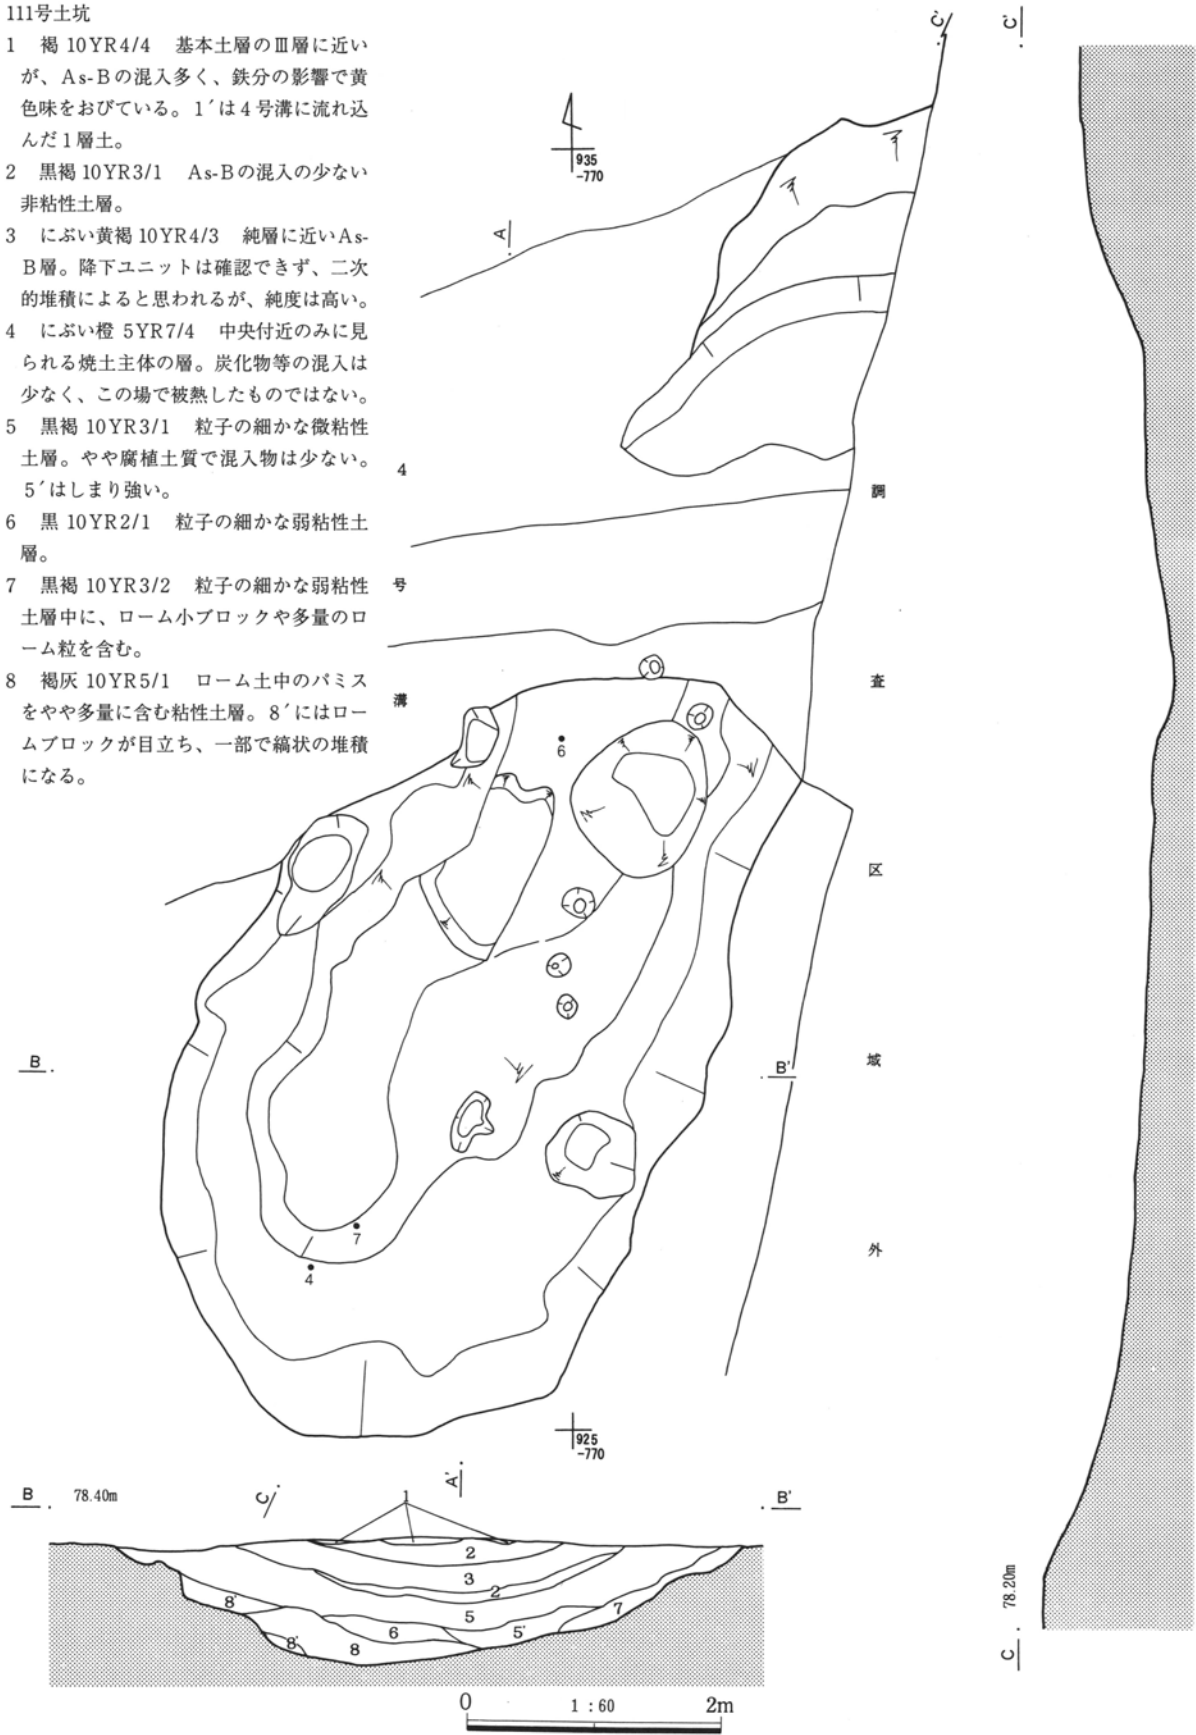 111号土坑
1　褐 10YR4/4　基本土層のⅢ層に近い
が、As-Bの混入多く、鉄分の影響で黄
色味をおびている。1′は4号溝に流れ込
んだ1層土。
2　黒褐 10YR3/1　As-Bの混入の少ない
非粘性土層。
3　にぶい黄褐 10YR4/3　純層に近いAs-
B層。降下ユニットは確認できず、二次
的堆積によると思われるが、純度は高い。
4　にぶい橙 5YR7/4　中央付近のみに見
られる焼土主体の層。炭化物等の混入は
少なく、この場で被熱したものではない。
5　黒褐 10YR3/1　粒子の細かな微粘性
土層。やや腐植土質で混入物は少ない。
5′はしまり強い。
6　黒 10YR2/1　粒子の細かな弱粘性土
層。
7　黒褐 10YR3/2　粒子の細かな弱粘性
土層中に、ローム小ブロックや多量のロ
ーム粒を含む。
8　褐灰 10YR5/1　ローム土中のパミス
をやや多量に含む粘性土層。8′にはロー
ムブロックが目立ち、一部で縞状の堆積
になる。
C'
C'
935
-770
A
4
号
溝
調
査
区
域
外
6
B
B'
7
4
925
-770
A'
C
B 78.40m
B'
1
2
3
2
5
6
5'
7
8'
8'
8
C 78.20m
0 1：60 2m